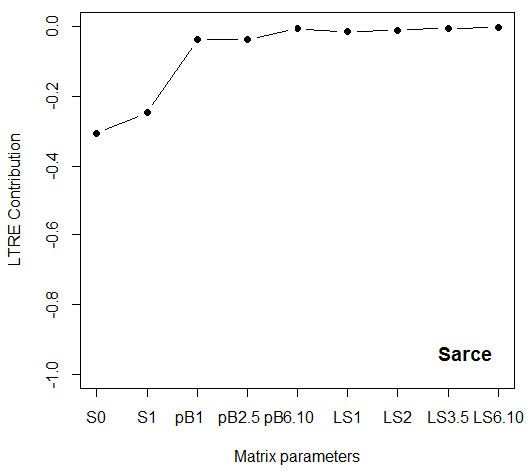 LTRE Contribution
0.0
-0.2
-0.4
-0.6
-0.8
-1.0
Sarce
S0 S1 pB1 pB2.5 pB6.10 LS1 LS2 LS3.5 LS6.10
Matrix parameters